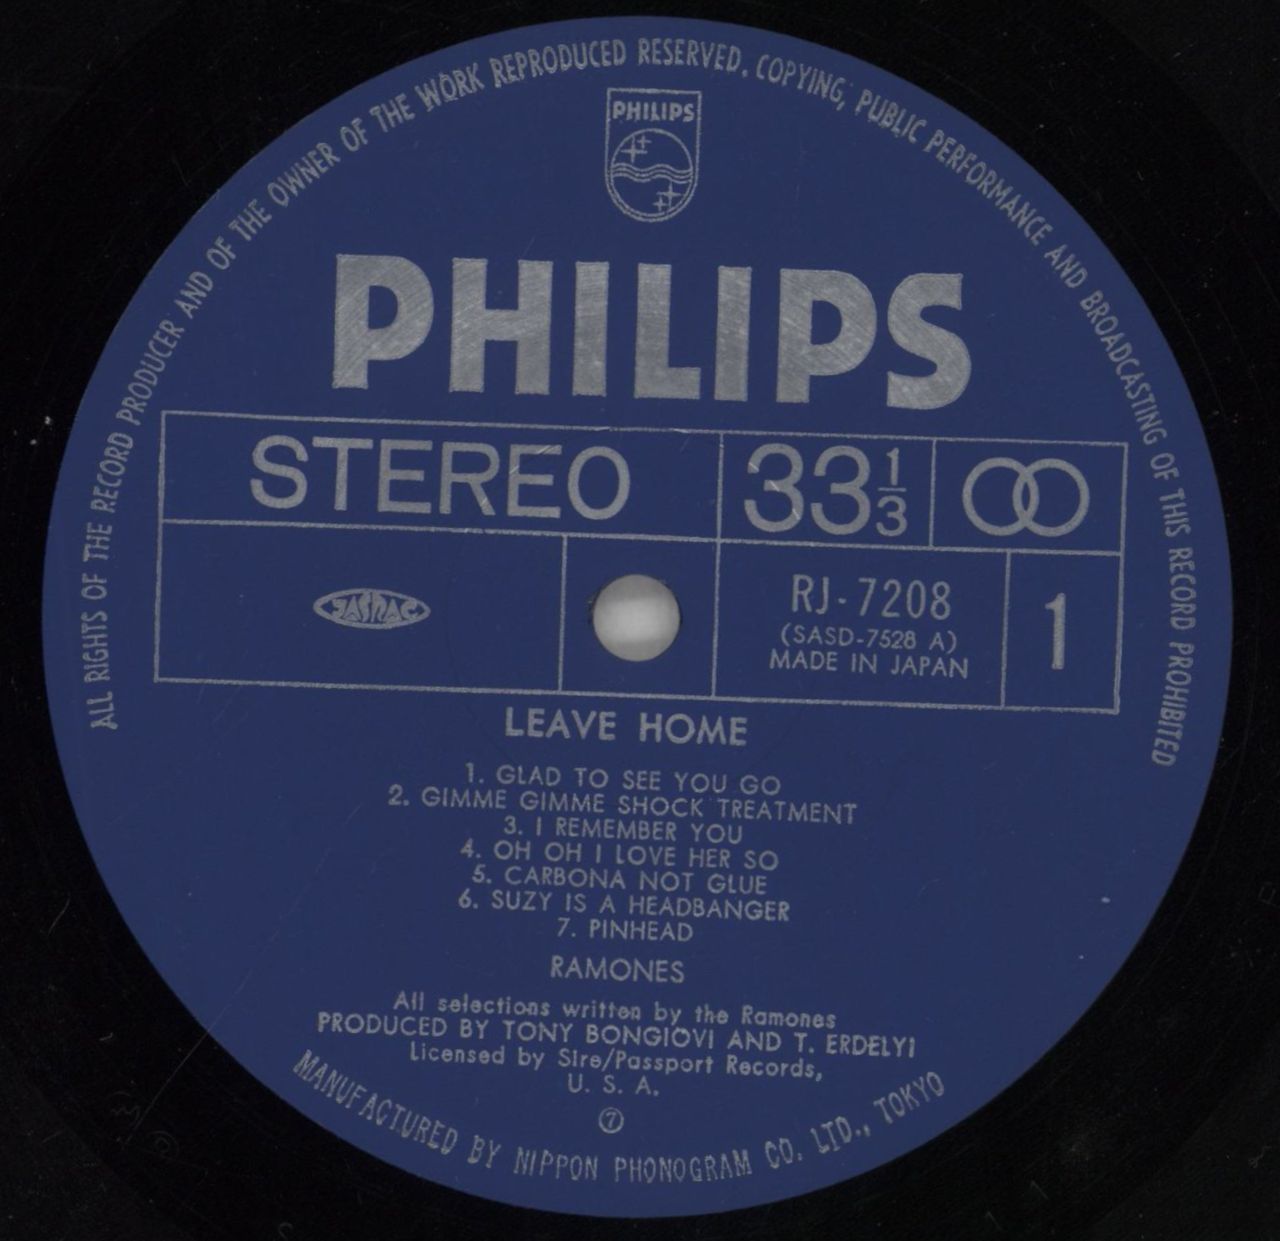 ALL RIGHTS OF THE RECORD PRODUCER AND OF THE OWNER OF THE WORK REPRODUCED RESERVED. COPYING, PUBLIC PERFORMANCE AND BROADCASTING OF THIS RECORD PROHIBITED
PHILIPS
PHILIPS
STEREO 33 1/3
JASRAC
RJ-7208
(SASD-7528 A)
MADE IN JAPAN
1
LEAVE HOME
1. GLAD TO SEE YOU GO
2. GIMME GIMME SHOCK TREATMENT
3. I REMEMBER YOU
4. OH OH I LOVE HER SO
5. CARBONA NOT GLUE
6. SUZY IS A HEADBANGER
7. PINHEAD
RAMONES
All selections written by the Ramones
PRODUCED BY TONY BONGIOVI AND T. ERDELYI
Licensed by Sire/Passport Records,
U. S. A.
⑦
MANUFACTURED BY NIPPON PHONOGRAM CO. LTD., TOKYO